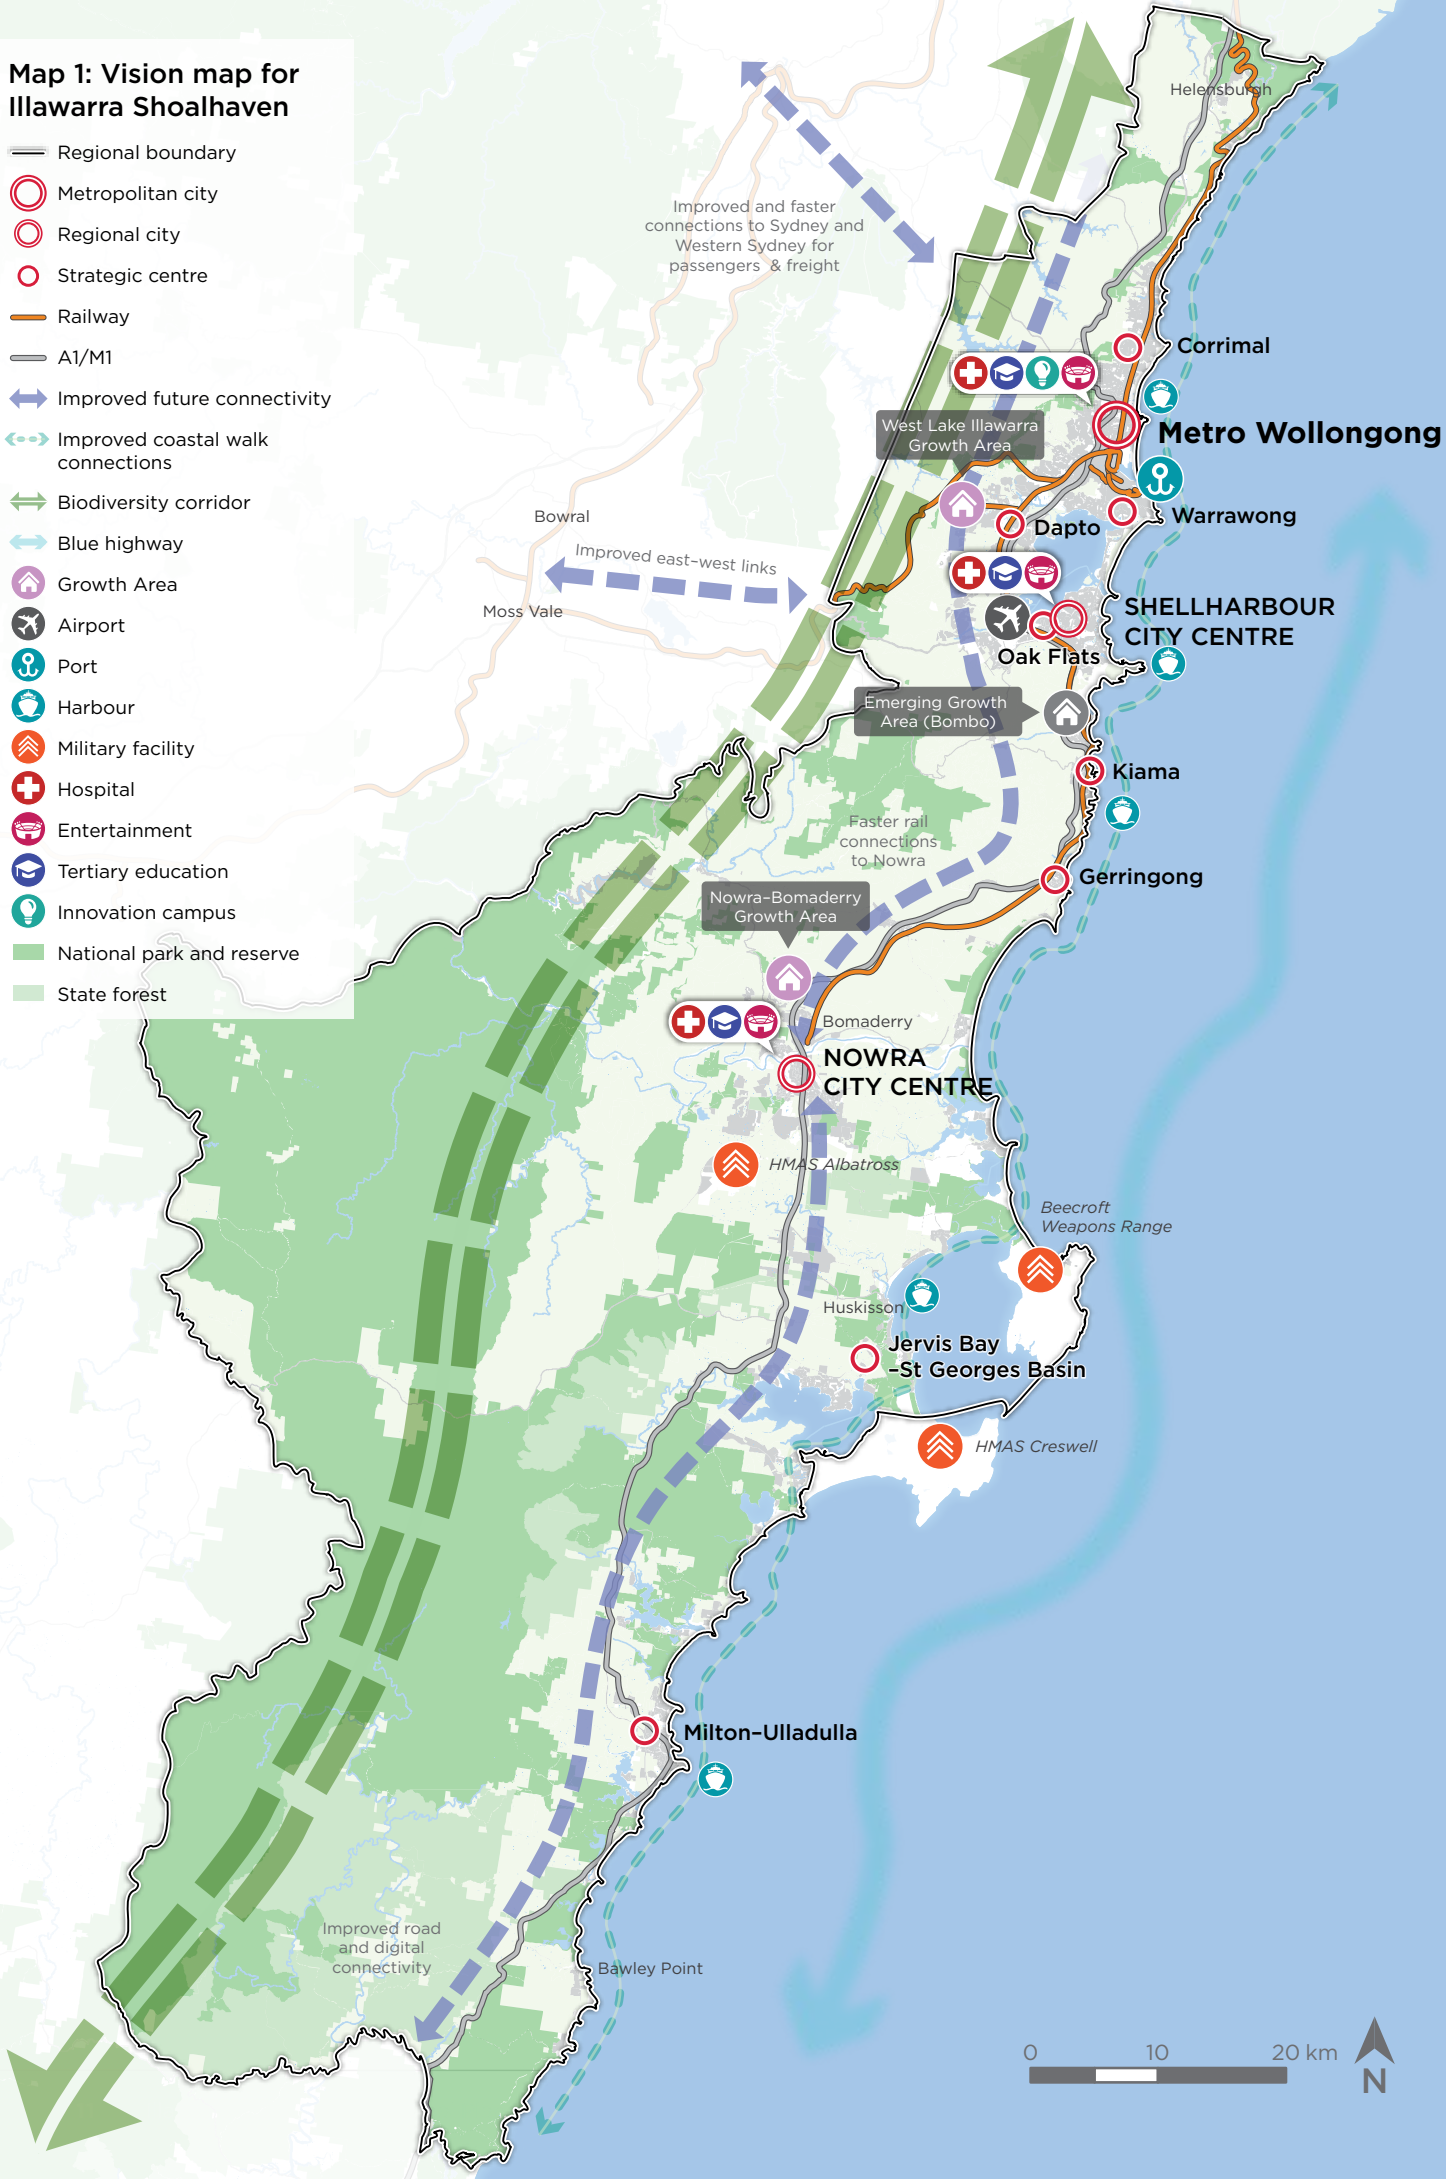 Map 1: Vision map for
Illawarra Shoalhaven
Regional boundary
Metropolitan city
Regional city
Strategic centre
Railway
A1/M1
Improved future connectivity
Improved coastal walk
connections
Biodiversity corridor
Blue highway
Growth Area
Airport
Port
Harbour
Military facility
Hospital
Entertainment
Tertiary education
Innovation campus
National park and reserve
State forest
Helensburgh
Improved and faster
connections to Sydney and
Western Sydney for
passengers & freight
Corrimal
West Lake Illawarra
Growth Area
Metro Wollongong
Bowral
Dapto
Warrawong
Improved east–west links
Moss Vale
SHELLHARBOUR
CITY CENTRE
Oak Flats
Emerging Growth
Area (Bombo)
Kiama
Faster rail
connections
to Nowra
Gerringong
Nowra–Bomaderry
Growth Area
Bomaderry
NOWRA
CITY CENTRE
HMAS Albatross
Beecroft
Weapons Range
Huskisson
Jervis Bay
–St Georges Basin
HMAS Creswell
Milton–Ulladulla
Improved road
and digital
connectivity
Bawley Point
0 10 20 km
N